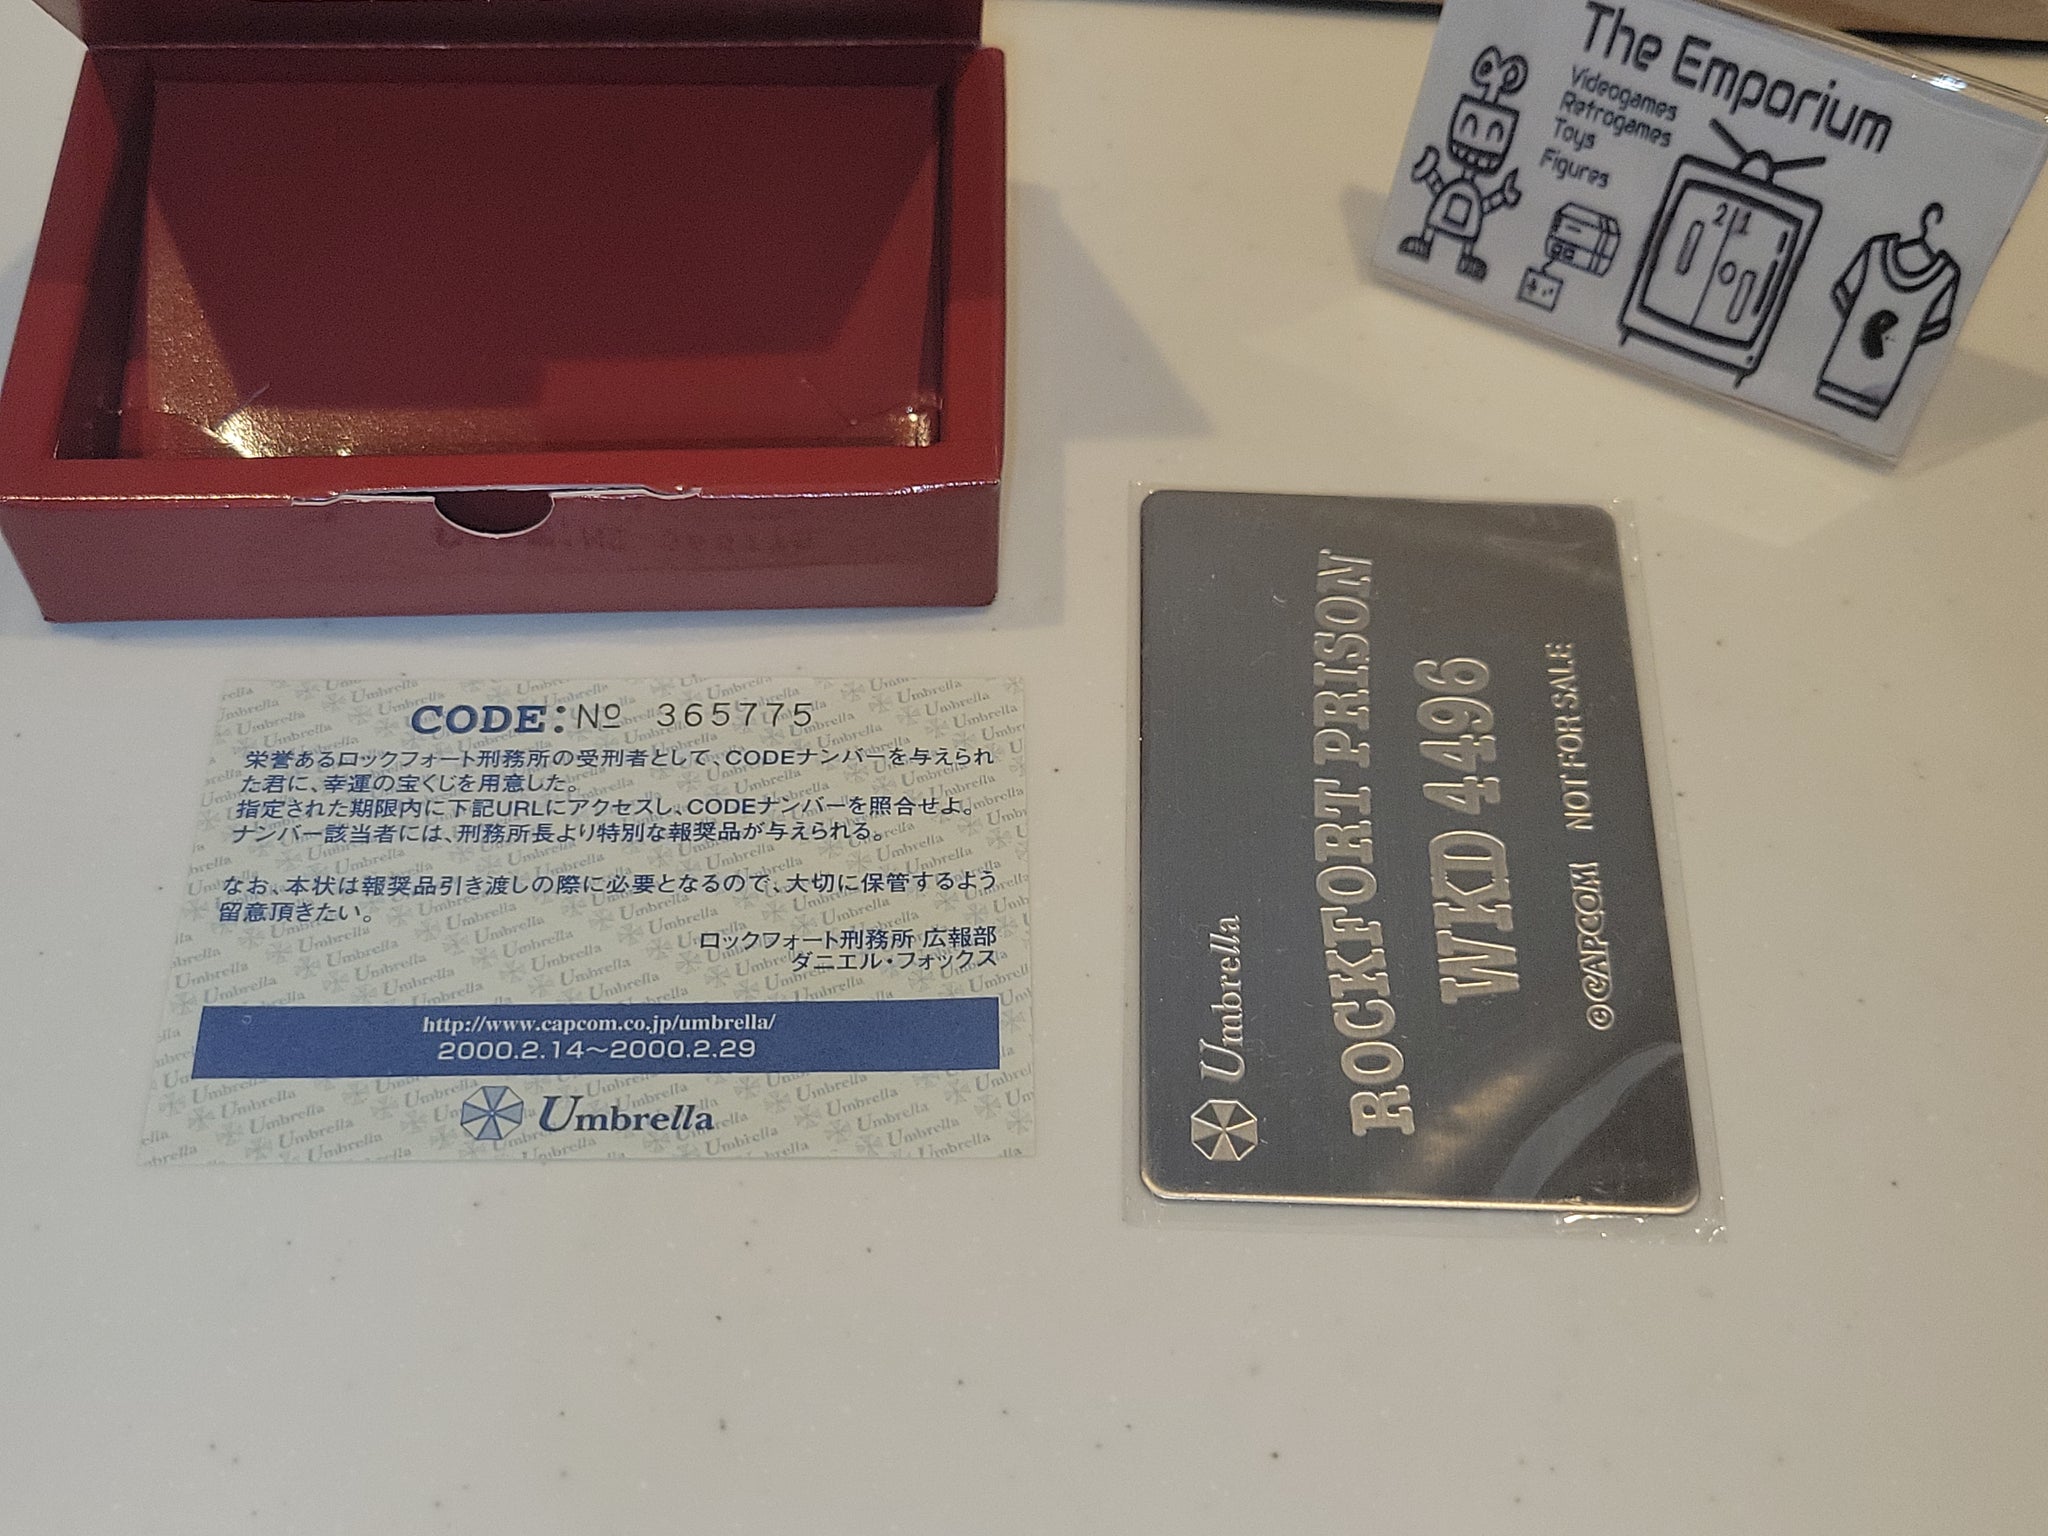 The Emporium
Videogames
Retrogames
Toys
Figures
2 1
CODE: No 365775
栄誉あるロックフォート刑務所の受刑者として、CODEナンバーを与えられ
た君に、幸運の宝くじを用意した。
指定された期限内に下記URLにアクセスし、CODEナンバーを照合せよ。
ナンバー該当者には、刑務所長より特別な報奨品が与えられる。
なお、本状は報奨品引き渡しの際に必要となるので、大切に保管するよう
留意頂きたい。
ロックフォート刑務所 広報部
ダニエル・フォックス
http://www.capcom.co.jp/umbrella/
2000.2.14〜2000.2.29
Umbrella
Umbrella
ROCKFORT PRISON
WKD 4496
©CAPCOM NOT FOR SALE